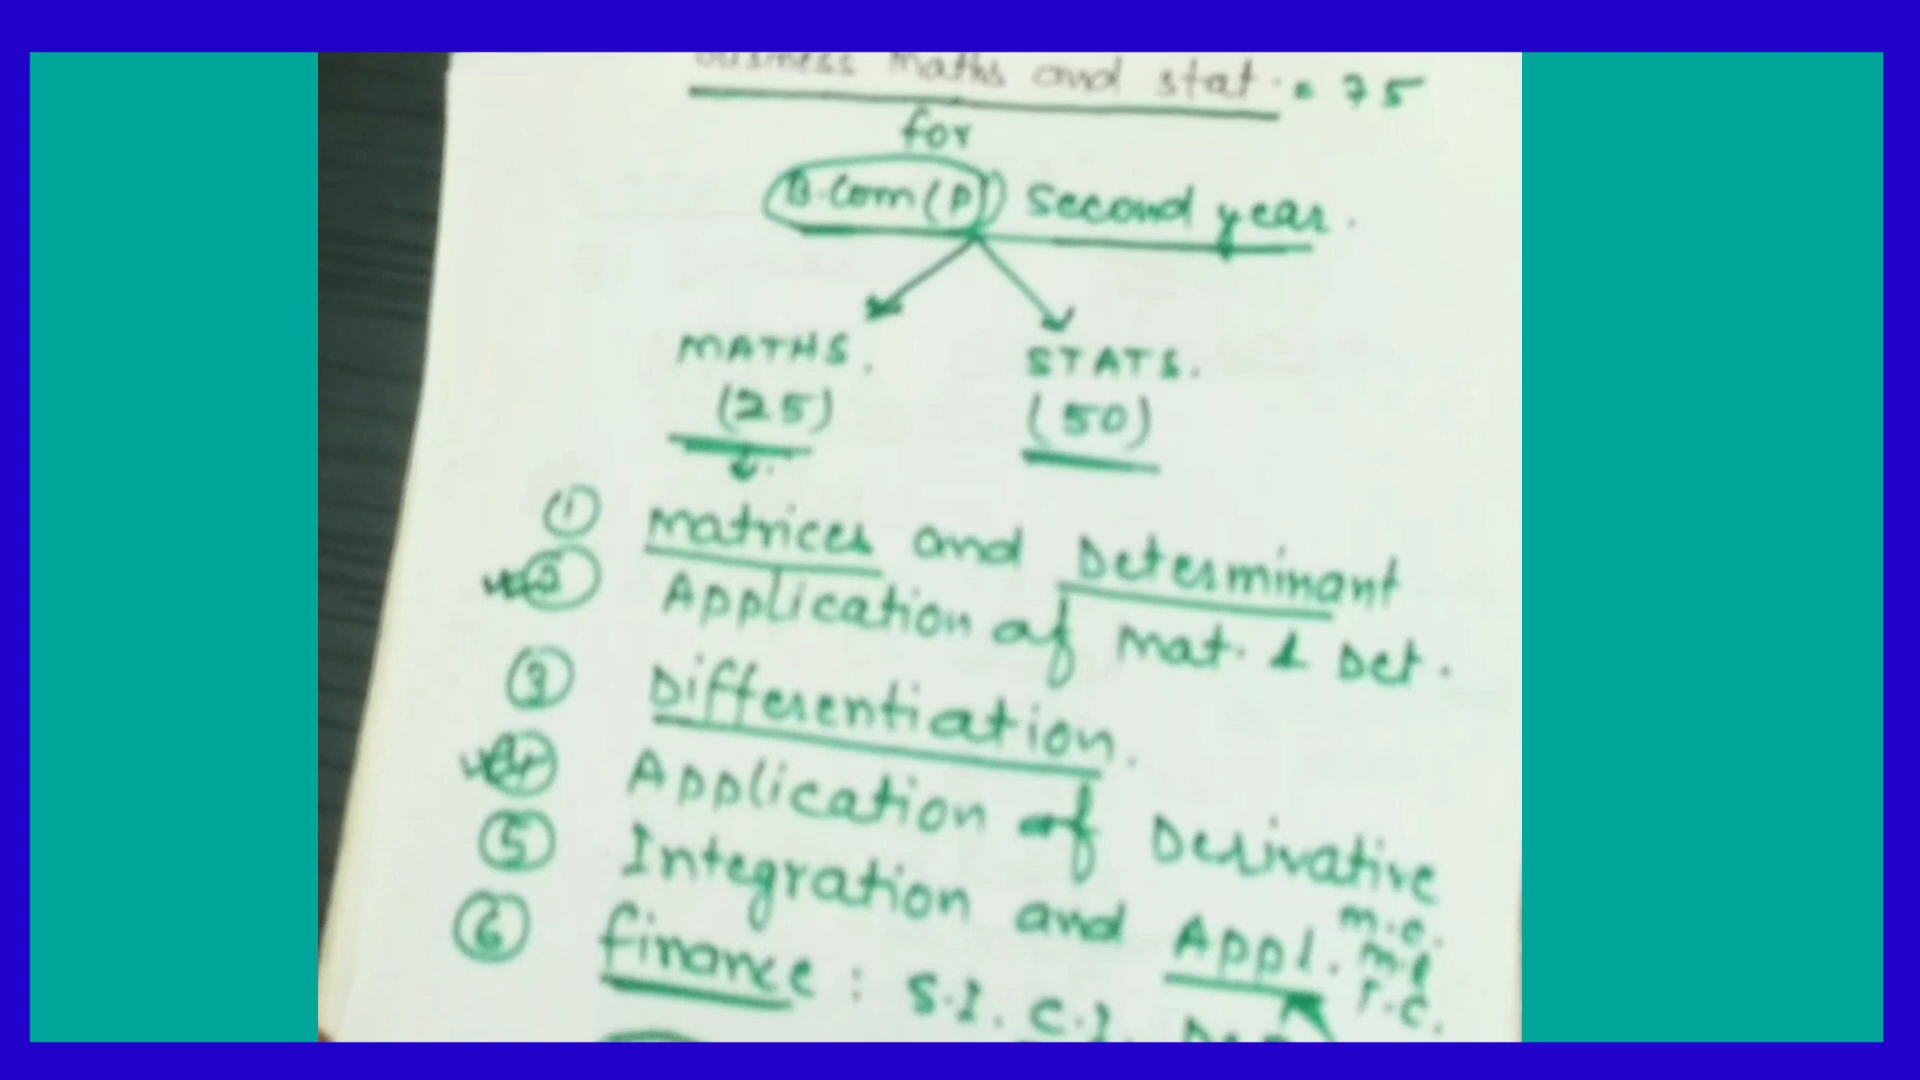 Business maths and stat. = 75
for
B.Com(P) Second year.
MATHS. STATS.
(25) (50)
① matrices and Determinant
② Application of Mat. & Det.
③ Differentiation.
④ Application of Derivative
⑤ Integration and Appl. m.c.
⑥ finance: S.I. C.I.
T.C.